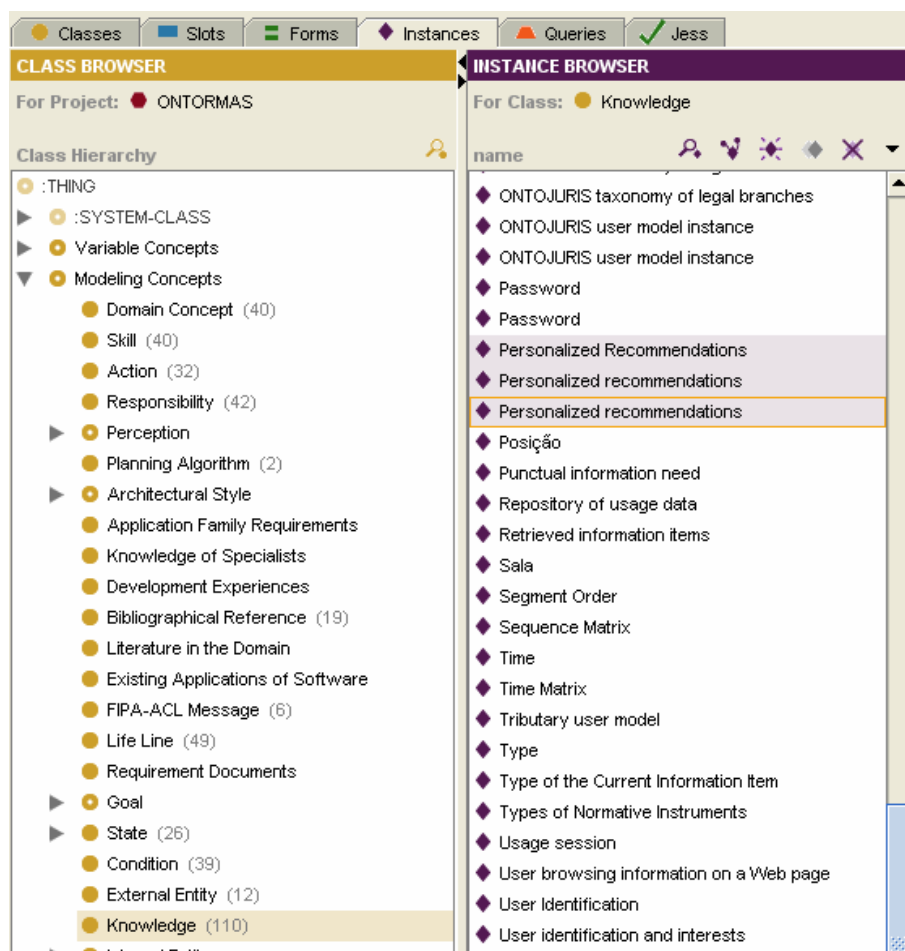 Classes Slots Forms Instances Queries Jess
CLASS BROWSER
For Project: ONTORMAS
Class Hierarchy
:THING
:SYSTEM-CLASS
Variable Concepts
Modeling Concepts
Domain Concept (40)
Skill (40)
Action (32)
Responsibility (42)
Perception
Planning Algorithm (2)
Architectural Style
Application Family Requirements
Knowledge of Specialists
Development Experiences
Bibliographical Reference (19)
Literature in the Domain
Existing Applications of Software
FIPA-ACL Message (6)
Life Line (49)
Requirement Documents
Goal
State (26)
Condition (39)
External Entity (12)
Knowledge (110)
INSTANCE BROWSER
For Class: Knowledge
name
ONTOJURIS taxonomy of legal branches
ONTOJURIS user model instance
ONTOJURIS user model instance
Password
Password
Personalized Recommendations
Personalized recommendations
Personalized recommendations
Posição
Punctual information need
Repository of usage data
Retrieved information items
Sala
Segment Order
Sequence Matrix
Time
Time Matrix
Tributary user model
Type
Type of the Current Information Item
Types of Normative Instruments
Usage session
User browsing information on a Web page
User Identification
User identification and interests